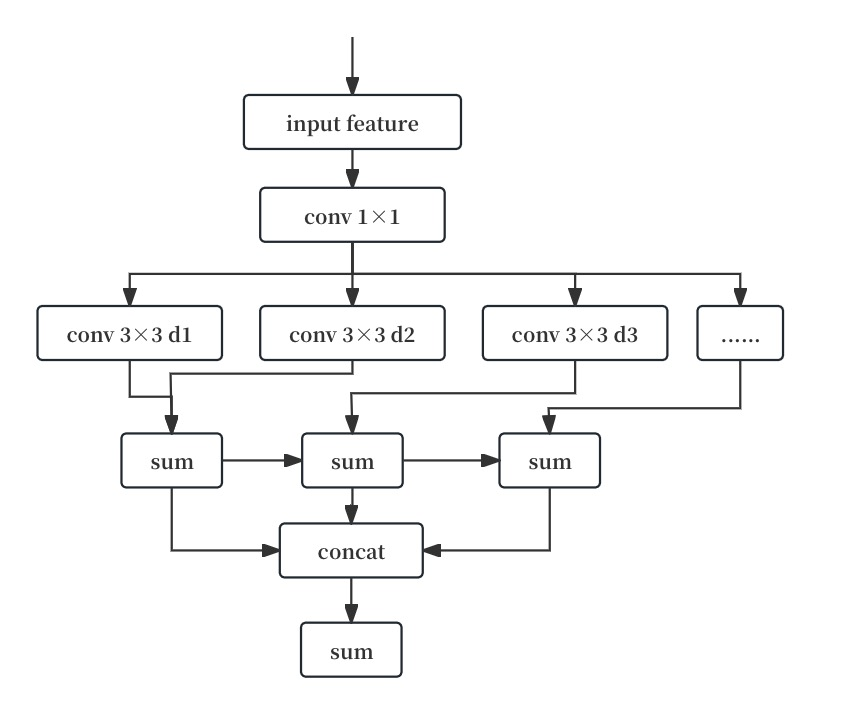 input feature
conv 1×1
conv 3×3 d1
conv 3×3 d2
conv 3×3 d3
......
sum
sum
sum
concat
sum